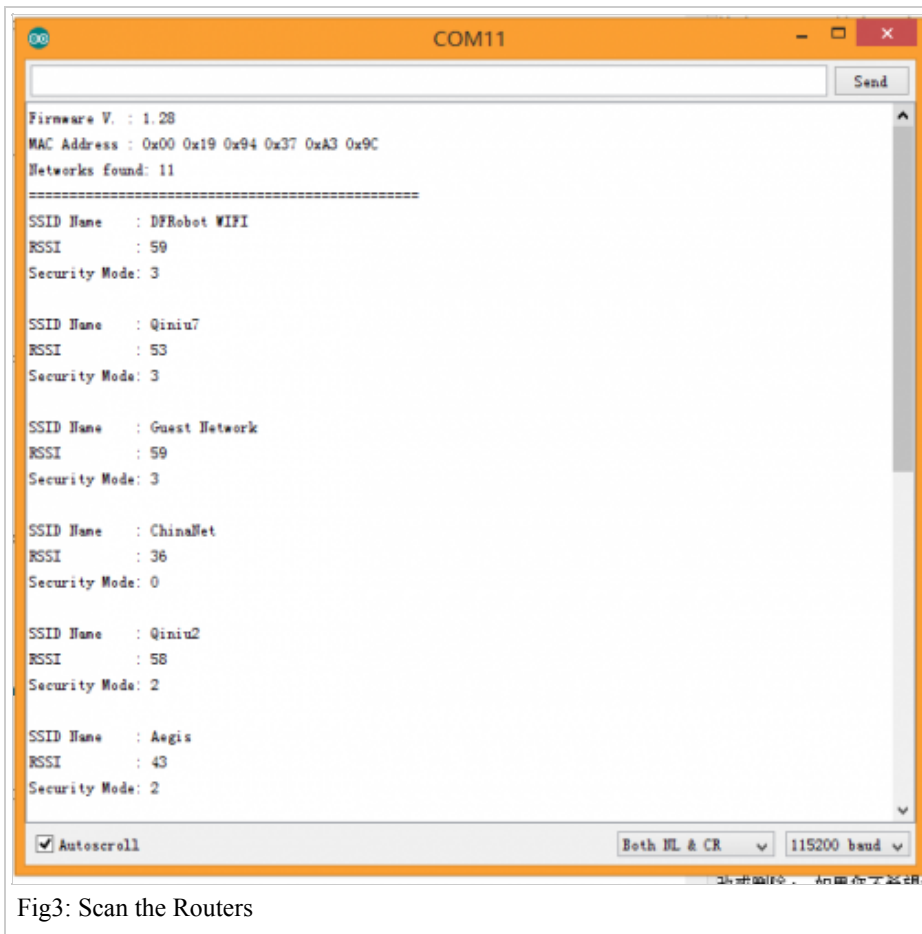 COM11
Send
Firmware V. : 1.28
MAC Address : 0x00 0x19 0x94 0x37 0xA3 0x9C
Networks found: 11
================================================
SSID Name : DFRobot WIFI
RSSI : 59
Security Mode: 3
SSID Name : Qiniu7
RSSI : 53
Security Mode: 3
SSID Name : Guest Network
RSSI : 59
Security Mode: 3
SSID Name : ChinaNet
RSSI : 36
Security Mode: 0
SSID Name : Qiniu2
RSSI : 58
Security Mode: 2
SSID Name : Aegis
RSSI : 43
Security Mode: 2
Autoscroll
Both NL & CR
115200 baud
Fig3: Scan the Routers